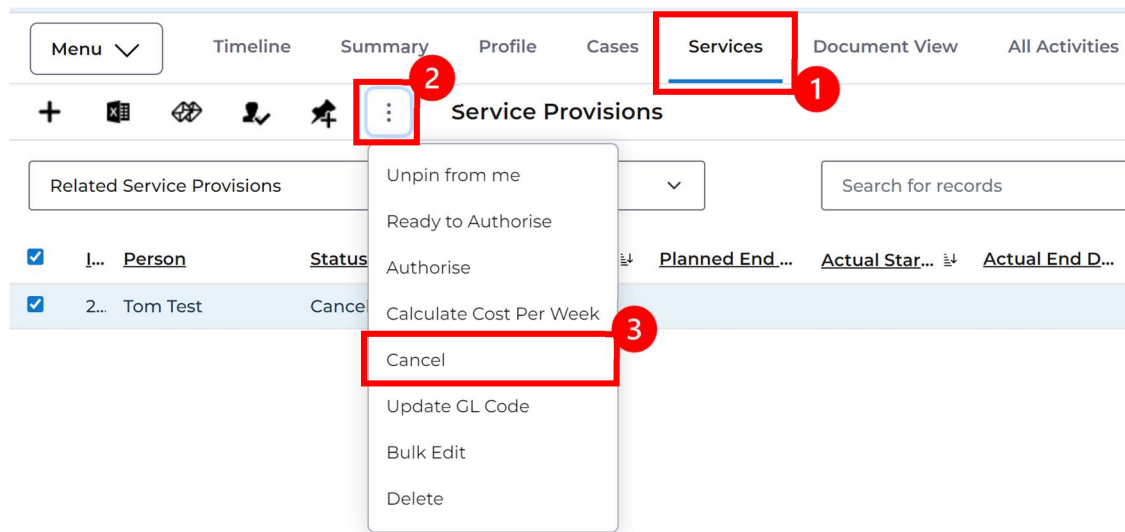 Menu Timeline Summary Profile Cases Services Document View All Activities
2
1
Service Provisions
Related Service Provisions
Search for records
Unpin from me
Ready to Authorise
Authorise
Calculate Cost Per Week
3
Cancel
Update GL Code
Bulk Edit
Delete
I... Person Status Planned End ... Actual Star... Actual End D...
2... Tom Test Cancel